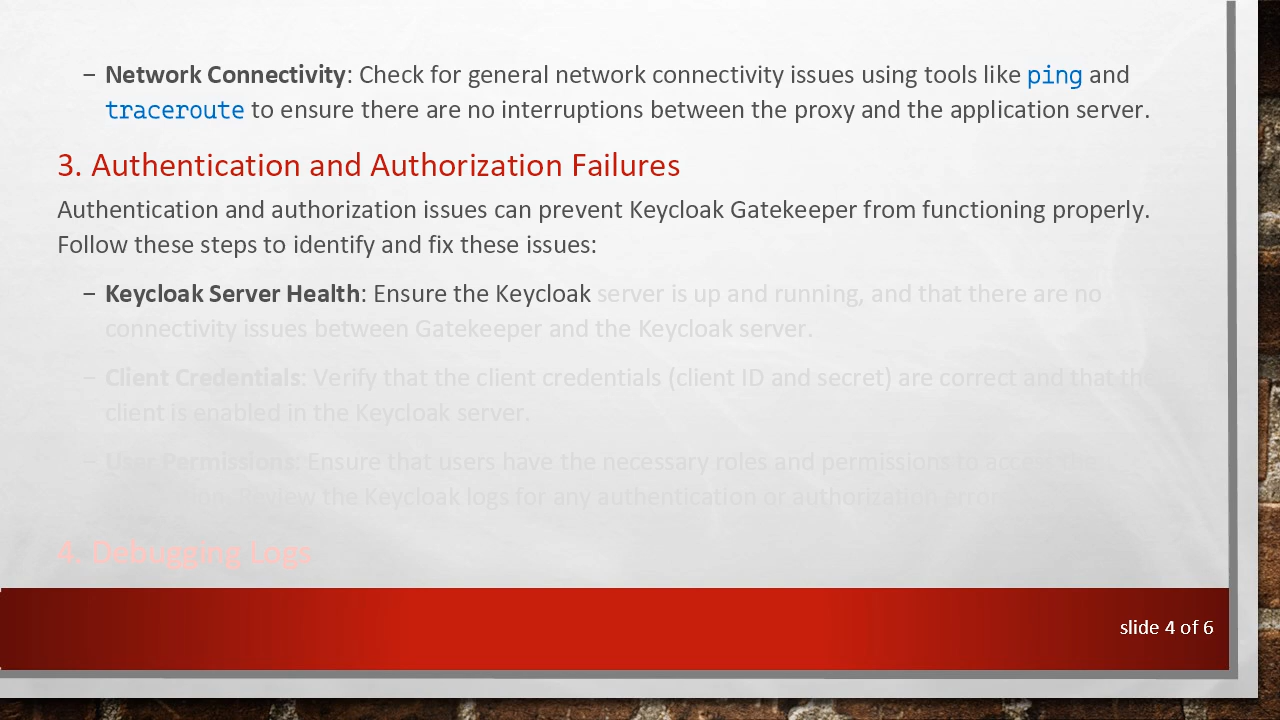 − Network Connectivity: Check for general network connectivity issues using tools like ping and
traceroute to ensure there are no interruptions between the proxy and the application server.
3. Authentication and Authorization Failures
Authentication and authorization issues can prevent Keycloak Gatekeeper from functioning properly.
Follow these steps to identify and fix these issues:
− Keycloak Server Health: Ensure the Keycloak server is up and running, and that there are no
connectivity issues between Gatekeeper and the Keycloak server.
− Client Credentials: Verify that the client credentials (client ID and secret) are correct and that the
client is enabled in the Keycloak server.
− User Permissions: Ensure that users have the necessary roles and permissions to access the
Review the Keycloak logs for any authentication or authorization
4. Debugging Logs
slide 4 of 6